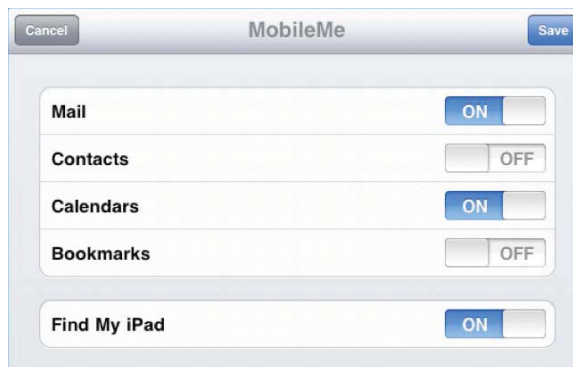 Cancel MobileMe Save
Mail ON
Contacts OFF
Calendars ON
Bookmarks OFF
Find My iPad ON